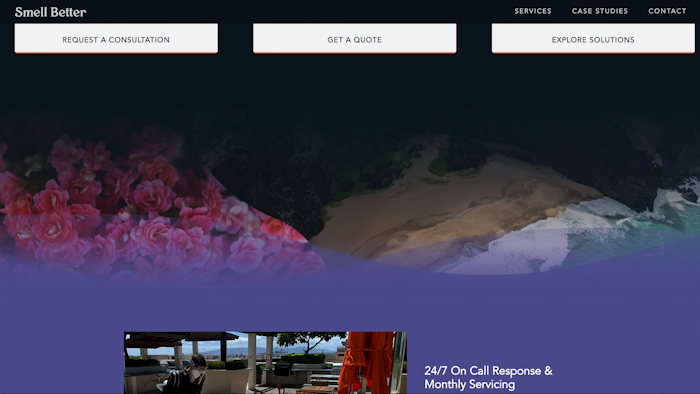 Smell Better
SERVICES CASE STUDIES CONTACT
REQUEST A CONSULTATION
GET A QUOTE
EXPLORE SOLUTIONS
24/7 On Call Response &
Monthly Servicing